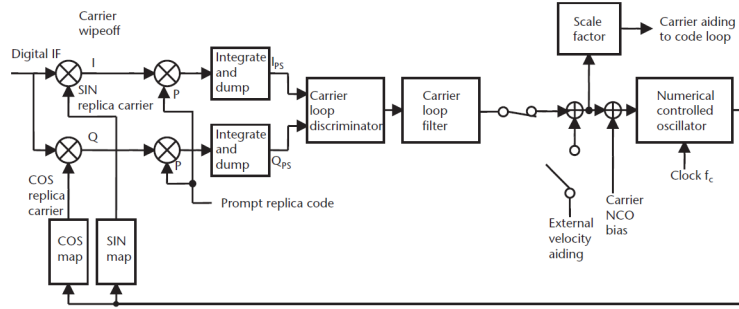 Carrier
wipeoff
Digital IF
I
SIN
replica carrier
P
Integrate
and
dump
I_PS
Carrier
loop
discriminator
Carrier
loop
filter
Scale
factor
Carrier aiding
to code loop
Numerical
controlled
oscillator
Clock f_c
Q
P
Integrate
and
dump
Q_PS
COS
replica
carrier
Prompt replica code
External
velocity
aiding
Carrier
NCO
bias
COS
map
SIN
map